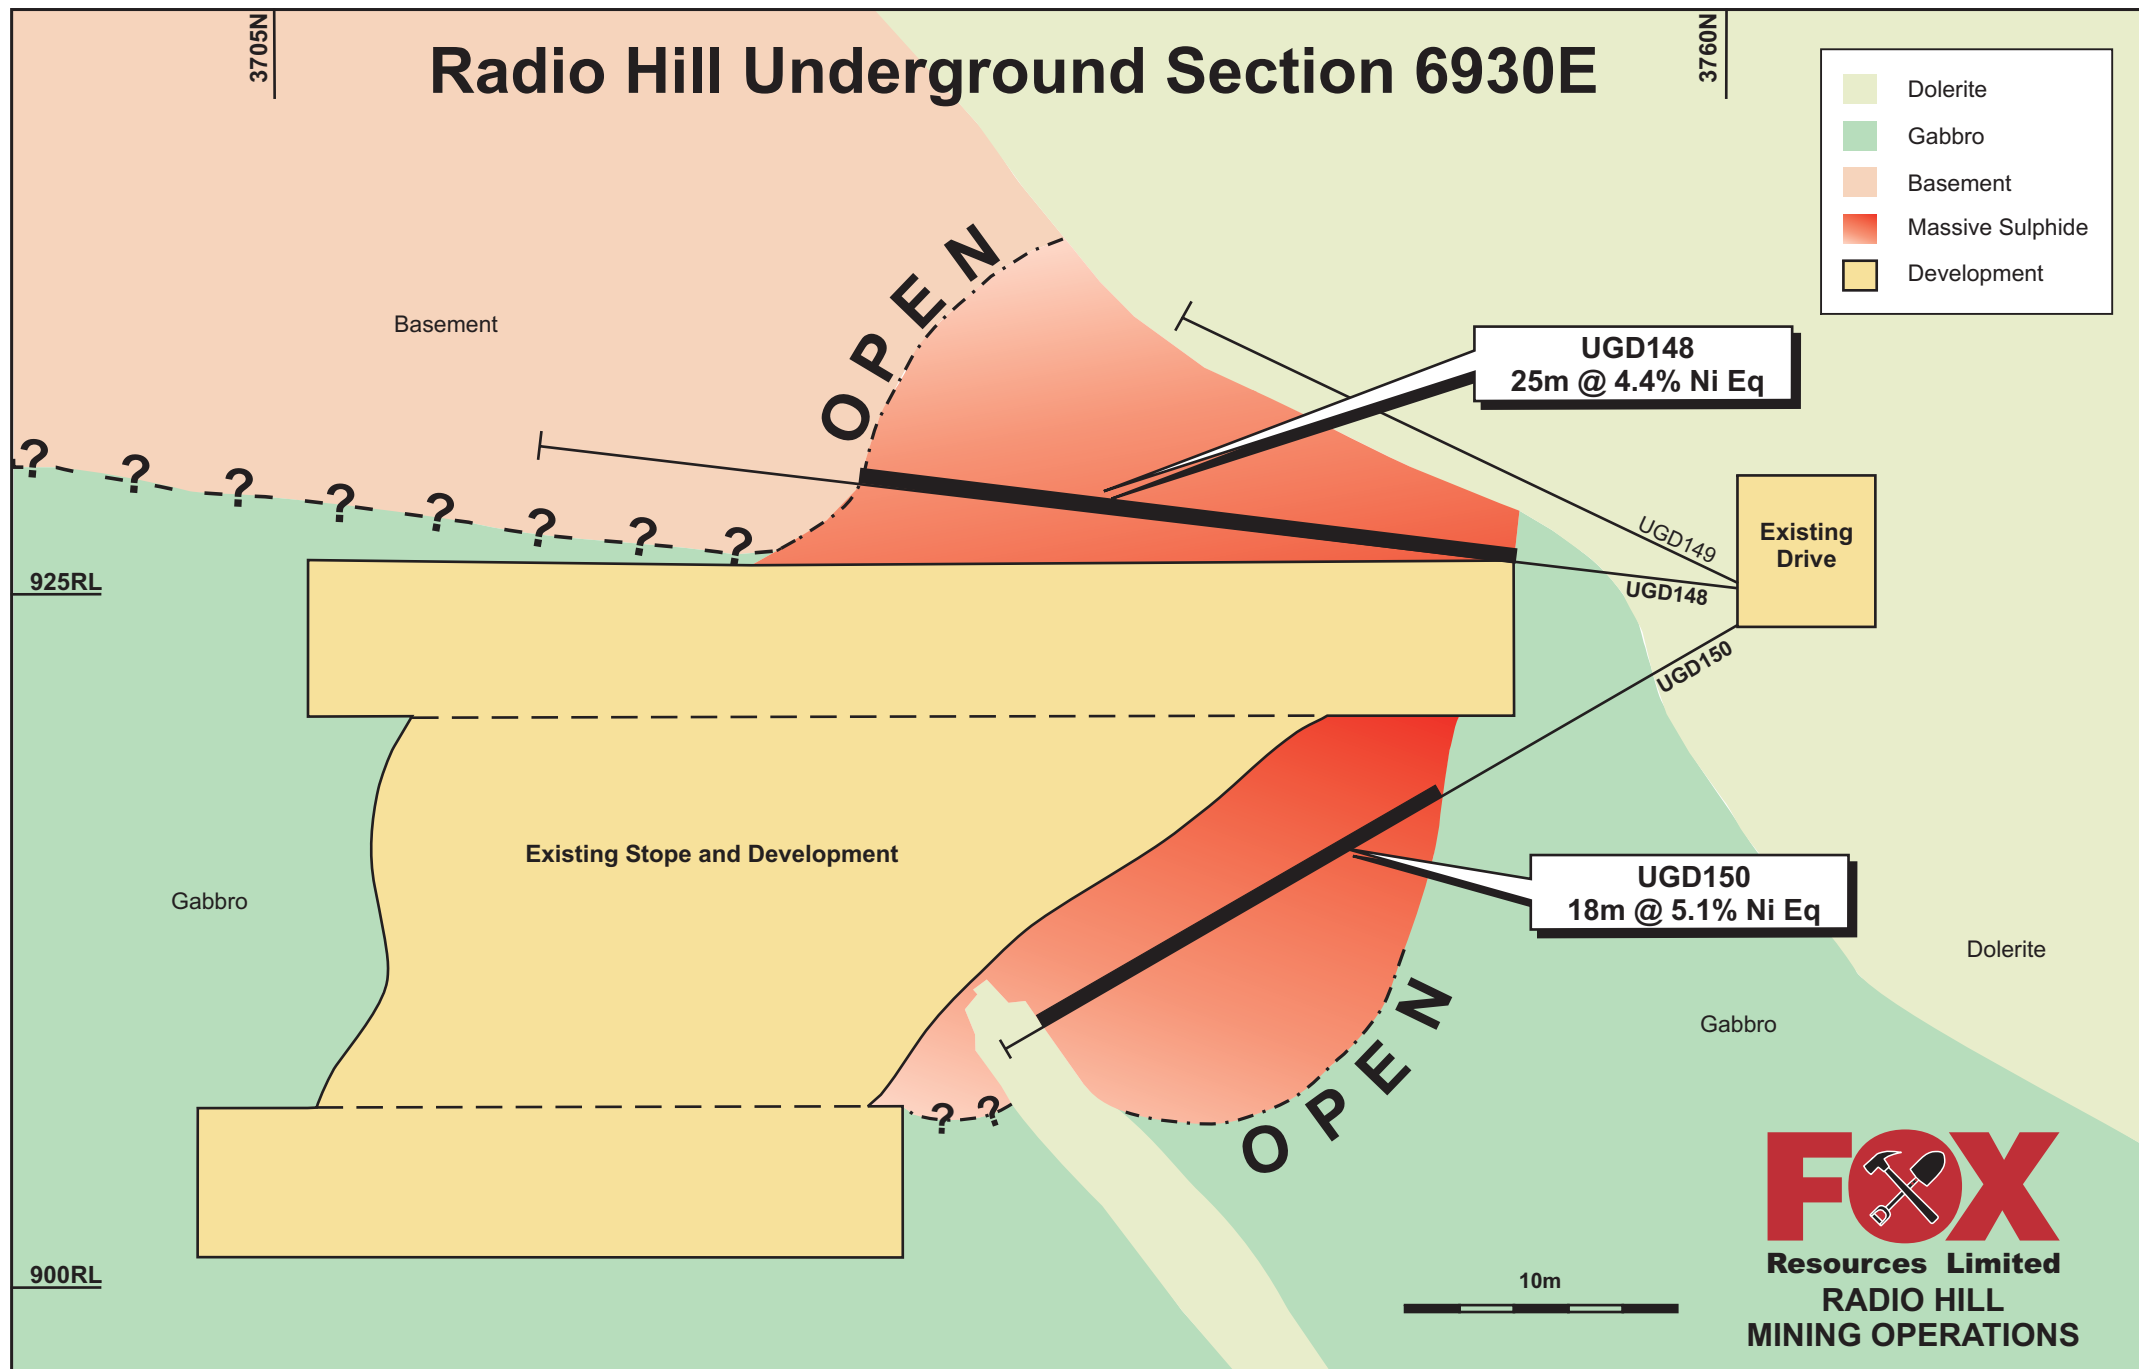 3705N
Radio Hill Underground Section 6930E
3760N
Dolerite
Gabbro
Basement
Massive Sulphide
Development
OPEN
Basement
UGD148
25m @ 4.4% Ni Eq
? ? ? ? ? ? ? ?
UGD149
Existing
Drive
925RL
UGD148
UGD150
Existing Stope and Development
UGD150
18m @ 5.1% Ni Eq
Gabbro
Dolerite
OPEN
Gabbro
? ?
FOX
Resources Limited
900RL
10m
RADIO HILL
MINING OPERATIONS